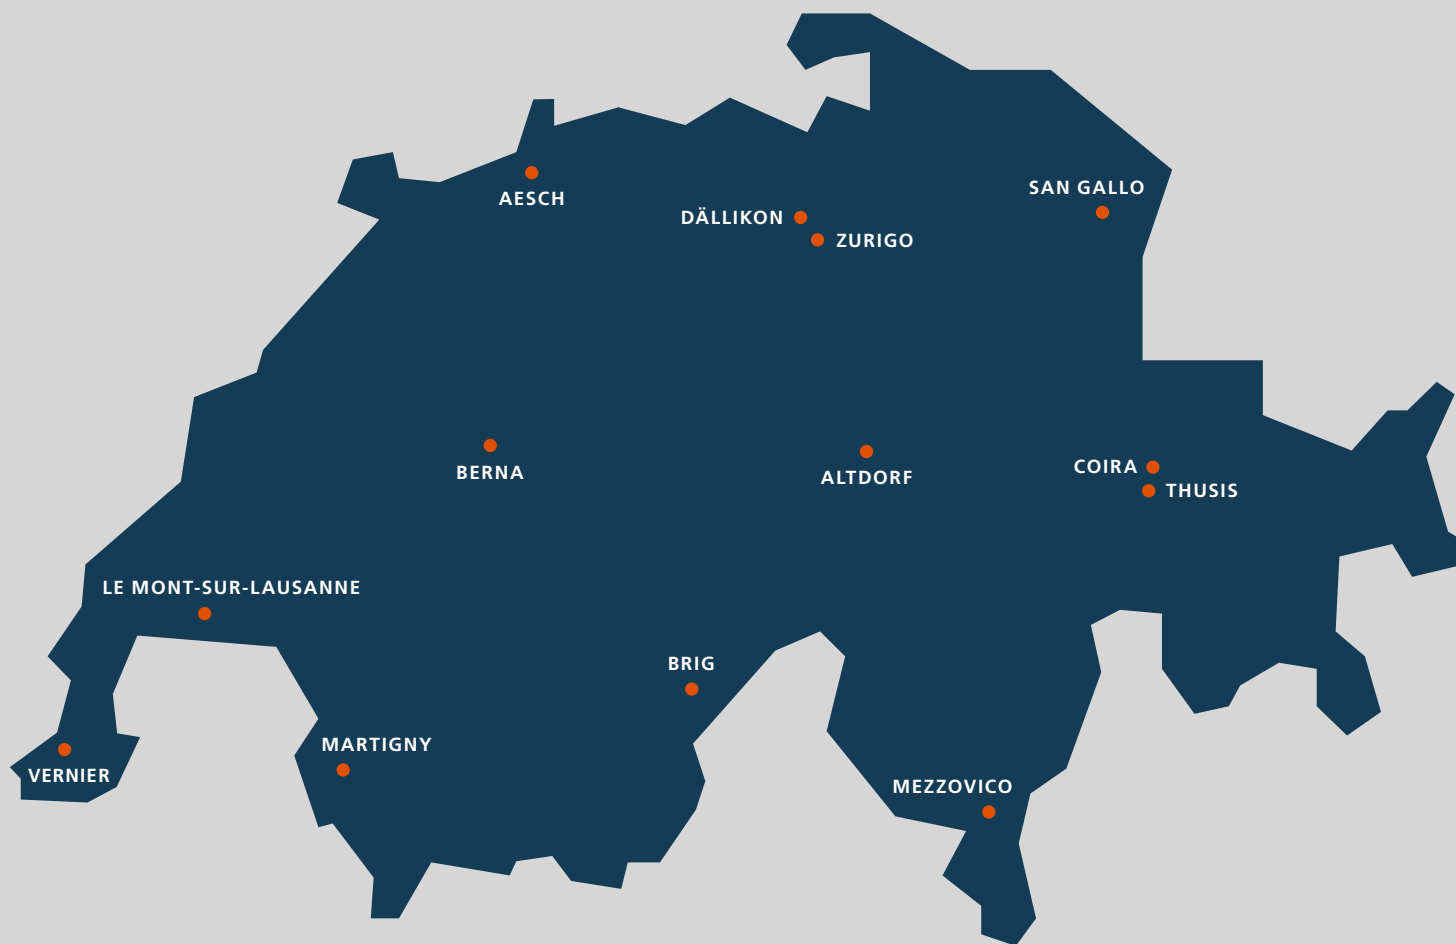 SAN GALLO
AESCH
DÄLLIKON
ZURIGO
BERNA
ALTDORF
COIRA
THUSIS
LE MONT-SUR-LAUSANNE
BRIG
MARTIGNY
VERNIER
MEZZOVICO